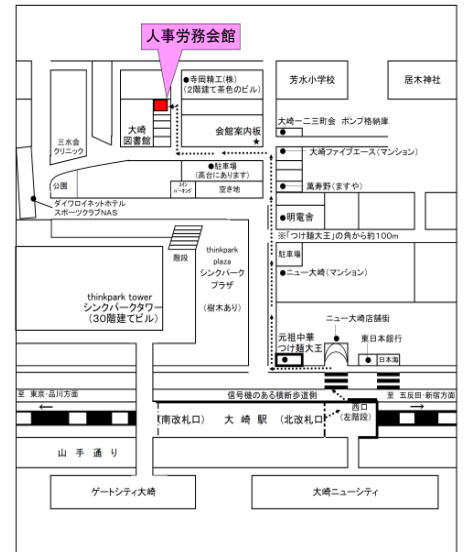 人事労務会館
●寺岡精工(株)
(2階建て茶色のビル)
芳水小学校
居木神社
大崎
図書館
会館案内板
★
大崎一二三町会 ポンプ格納庫
三水会
クリニック
●駐車場
(高台にあります)
●大崎ファイブエース(マンション)
公園
コイン
パーキング
空き地
●萬寿野(ますや)
ダイワロイネットホテル
スポーツクラブNAS
●明電舎
※「つけ麺大王」の角から約100m
階段
thinkpark
plaza
シンクパーク
プラザ
(樹木あり)
駐車場
●ニュー大崎(マンション)
thinkpark tower
シンクパークタワー
(30階建てビル)
ニュー大崎店舗街
元祖中華
つけ麺大王
東日本銀行
日本海
至 東京・品川方面
←
信号機のある横断歩道側
至 五反田・新宿方面
→
(南改札口) 大崎駅 (北改札口)
西口
(左階段)
山手通り
ゲートシティ大崎
大崎ニューシティ